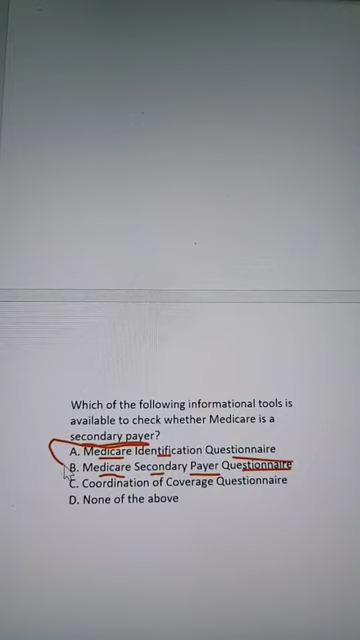 Which of the following informational tools is
available to check whether Medicare is a
secondary payer?
A. Medicare Identification Questionnaire
B. Medicare Secondary Payer Questionnaire
C. Coordination of Coverage Questionnaire
D. None of the above